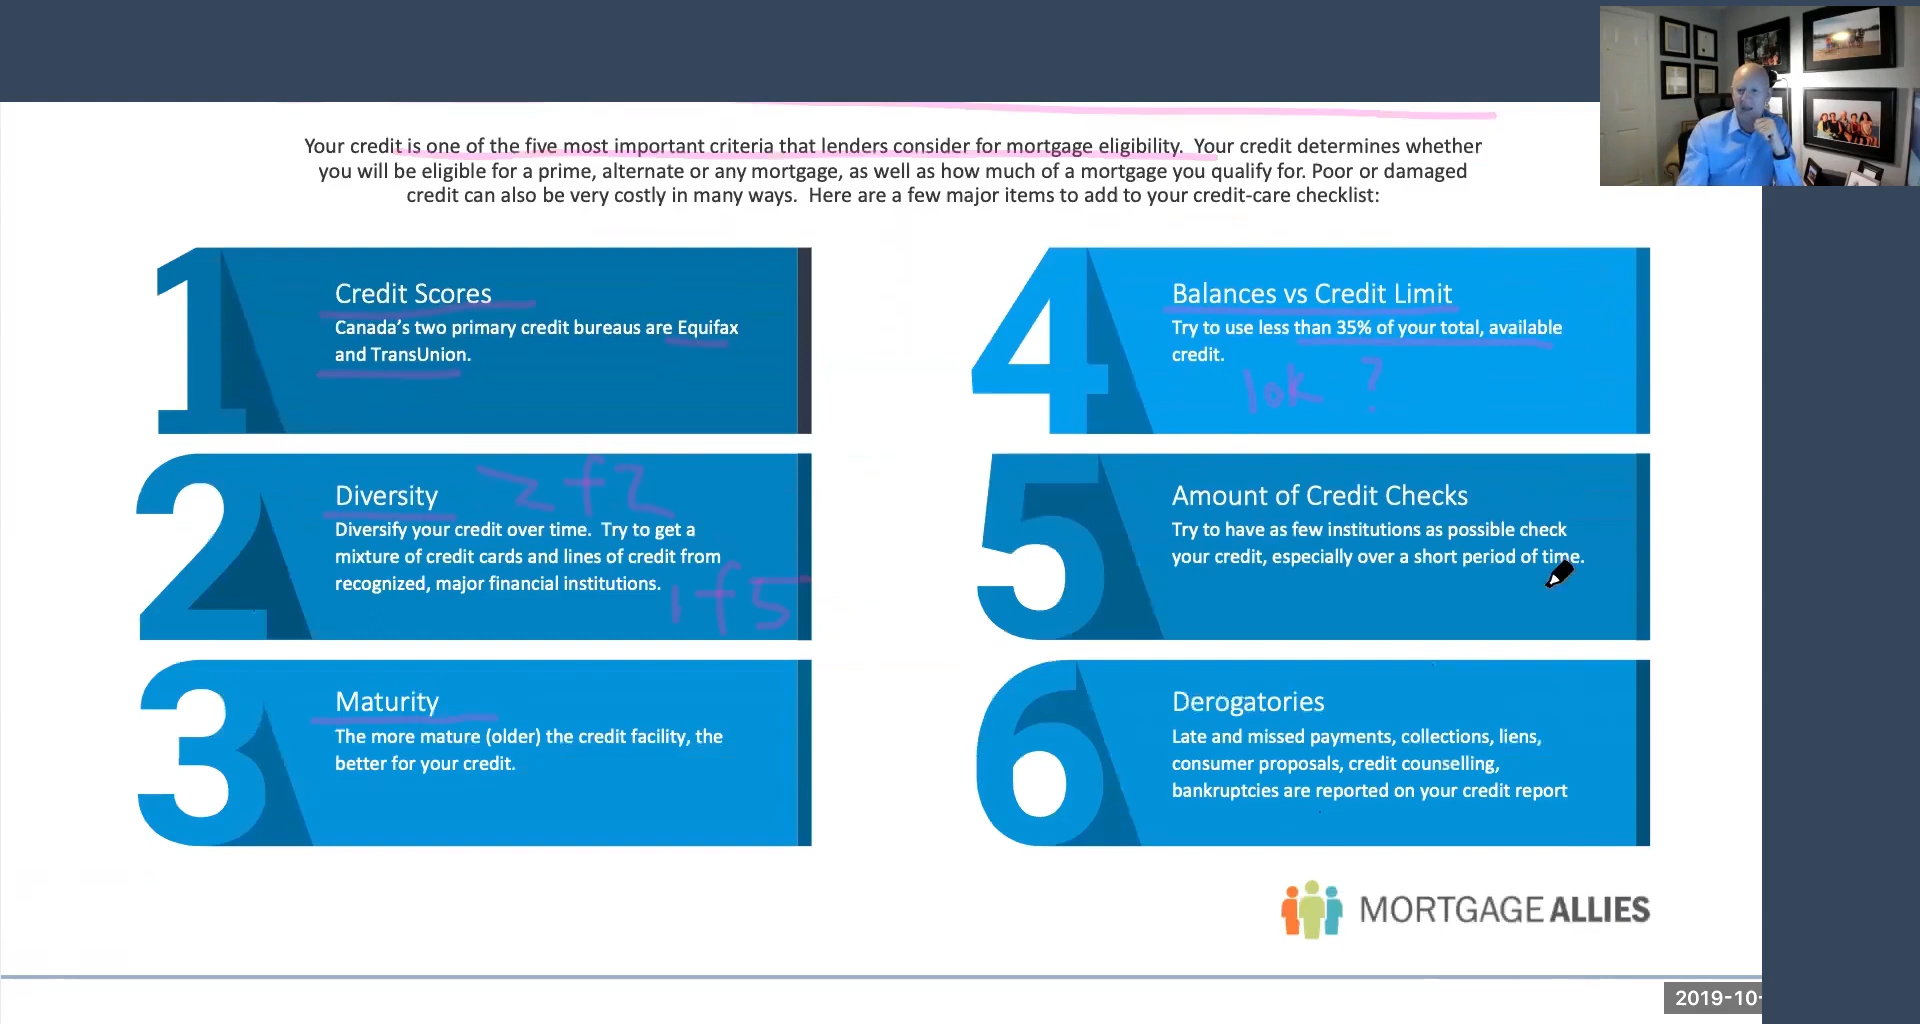 Your credit is one of the five most important criteria that lenders consider for mortgage eligibility.  Your credit determines whether
you will be eligible for a prime, alternate or any mortgage, as well as how much of a mortgage you qualify for. Poor or damaged
credit can also be very costly in many ways.  Here are a few major items to add to your credit-care checklist:
1
Credit Scores
Canada's two primary credit bureaus are Equifax
and TransUnion.
2
Diversity
2 f 2
Diversify your credit over time.  Try to get a
mixture of credit cards and lines of credit from
recognized, major financial institutions.
1 f 5
3
Maturity
The more mature (older) the credit facility, the
better for your credit.
4
Balances vs Credit Limit
Try to use less than 35% of your total, available
credit.
10k ?
5
Amount of Credit Checks
Try to have as few institutions as possible check
your credit, especially over a short period of time.
6
Derogatories
Late and missed payments, collections, liens,
consumer proposals, credit counselling,
bankruptcies are reported on your credit report
MORTGAGE ALLIES
2019-10-